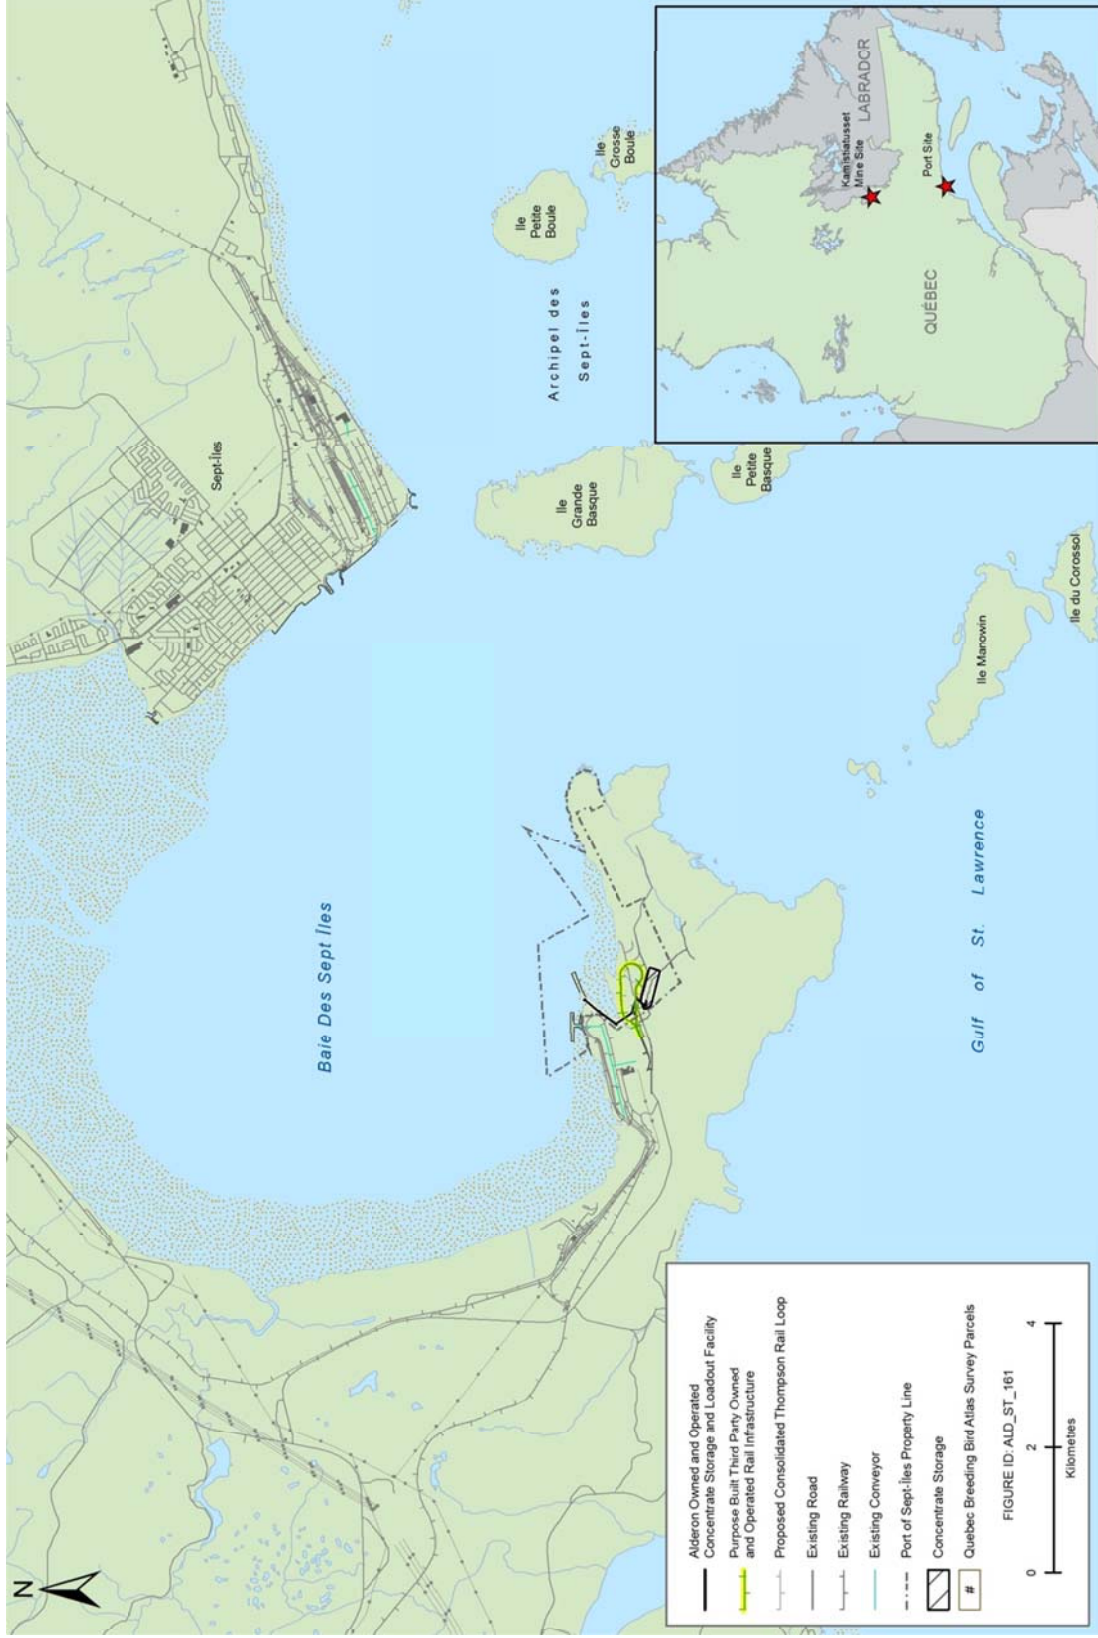 N
Sept-Îles
Baie Des Sept Îles
Archipel des
Sept-Îles
Ile
Petite
Boule
Ile
Grosse
Boule
Ile
Grande
Basque
Ile
Petite
Basque
Ile Manowin
Ile du Corossol
Gulf of St. Lawrence
Alderon Owned and Operated
Concentrate Storage and Loadout Facility
Purpose Built Third Party Owned
and Operated Rail Infrastructure
Proposed Consolidated Thompson Rail Loop
Existing Road
Existing Railway
Existing Conveyor
Port of Sept-Îles Property Line
Concentrate Storage
# Quebec Breeding Bird Atlas Survey Parcels
FIGURE ID: ALD_ST_161
0 2 4
Kilometres
Kamistiatusset
Mine Site
LABRADOR
Port Site
QUÉBEC